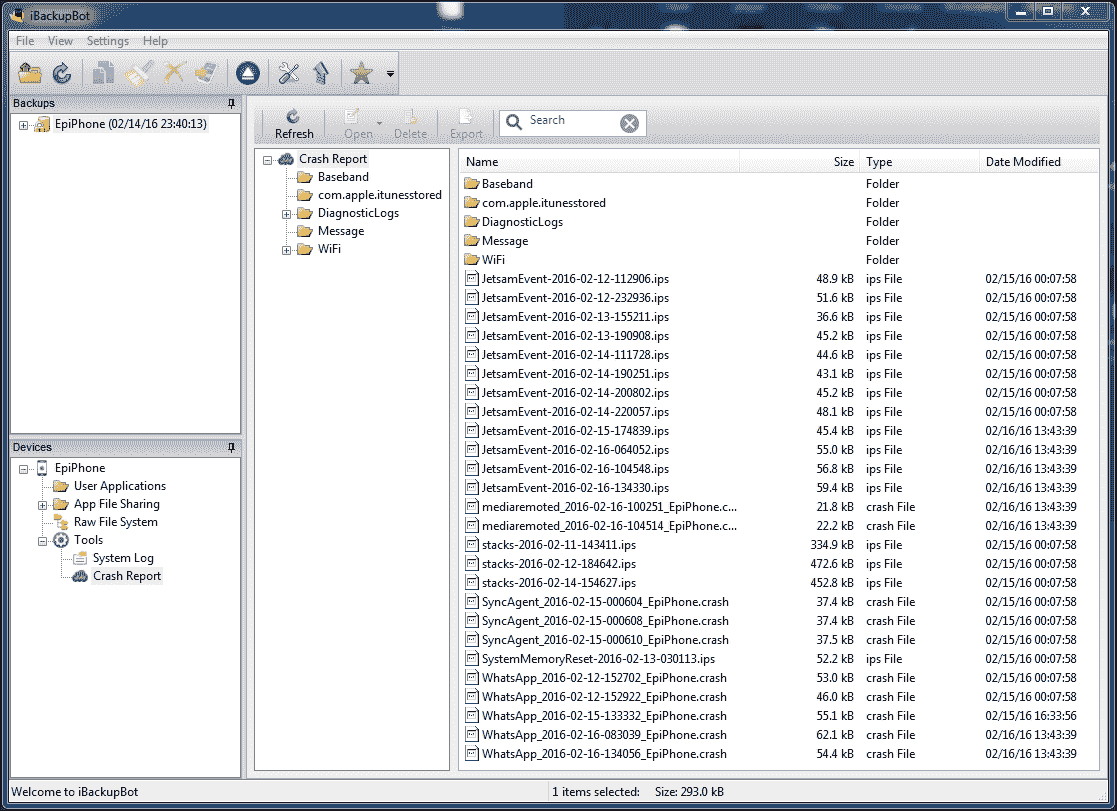 iBackupBot
File View Settings Help
Backups
EpiPhone (02/14/16 23:40:13)
Refresh Open Delete Export Search
Crash Report
Baseband
com.apple.itunesstored
DiagnosticLogs
Message
WiFi
Name Size Type Date Modified
Baseband Folder
com.apple.itunesstored Folder
DiagnosticLogs Folder
Message Folder
WiFi Folder
JetsamEvent-2016-02-12-112906.ips 48.9 kB ips File 02/15/16 00:07:58
JetsamEvent-2016-02-12-232936.ips 51.6 kB ips File 02/15/16 00:07:58
JetsamEvent-2016-02-13-155211.ips 36.6 kB ips File 02/15/16 00:07:58
JetsamEvent-2016-02-13-190908.ips 45.2 kB ips File 02/15/16 00:07:58
JetsamEvent-2016-02-14-111728.ips 44.6 kB ips File 02/15/16 00:07:58
JetsamEvent-2016-02-14-190251.ips 43.1 kB ips File 02/15/16 00:07:58
JetsamEvent-2016-02-14-200802.ips 45.2 kB ips File 02/15/16 00:07:58
JetsamEvent-2016-02-14-220057.ips 48.1 kB ips File 02/15/16 00:07:58
JetsamEvent-2016-02-15-174839.ips 45.4 kB ips File 02/16/16 13:43:39
JetsamEvent-2016-02-16-064052.ips 55.0 kB ips File 02/16/16 13:43:39
JetsamEvent-2016-02-16-104548.ips 56.8 kB ips File 02/16/16 13:43:39
JetsamEvent-2016-02-16-134330.ips 59.4 kB ips File 02/16/16 13:43:39
mediaremoted_2016-02-16-100251_EpiPhone.c... 21.8 kB crash File 02/16/16 13:43:39
mediaremoted_2016-02-16-104514_EpiPhone.c... 22.2 kB crash File 02/16/16 13:43:39
stacks-2016-02-11-143411.ips 334.9 kB ips File 02/15/16 00:07:58
stacks-2016-02-12-184642.ips 472.6 kB ips File 02/15/16 00:07:58
stacks-2016-02-14-154627.ips 452.8 kB ips File 02/15/16 00:07:58
SyncAgent_2016-02-15-000604_EpiPhone.crash 37.4 kB crash File 02/15/16 00:07:58
SyncAgent_2016-02-15-000608_EpiPhone.crash 37.4 kB crash File 02/15/16 00:07:58
SyncAgent_2016-02-15-000610_EpiPhone.crash 37.5 kB crash File 02/15/16 00:07:58
SystemMemoryReset-2016-02-13-030113.ips 52.2 kB ips File 02/15/16 00:07:58
WhatsApp_2016-02-12-152702_EpiPhone.crash 53.0 kB crash File 02/15/16 00:07:58
WhatsApp_2016-02-12-152922_EpiPhone.crash 46.0 kB crash File 02/15/16 00:07:58
WhatsApp_2016-02-15-133332_EpiPhone.crash 55.1 kB crash File 02/15/16 16:33:56
WhatsApp_2016-02-16-083039_EpiPhone.crash 62.1 kB crash File 02/16/16 13:43:39
WhatsApp_2016-02-16-134056_EpiPhone.crash 54.4 kB crash File 02/16/16 13:43:39
Devices
EpiPhone
User Applications
App File Sharing
Raw File System
Tools
System Log
Crash Report
Welcome to iBackupBot 1 items selected: Size: 293.0 kB